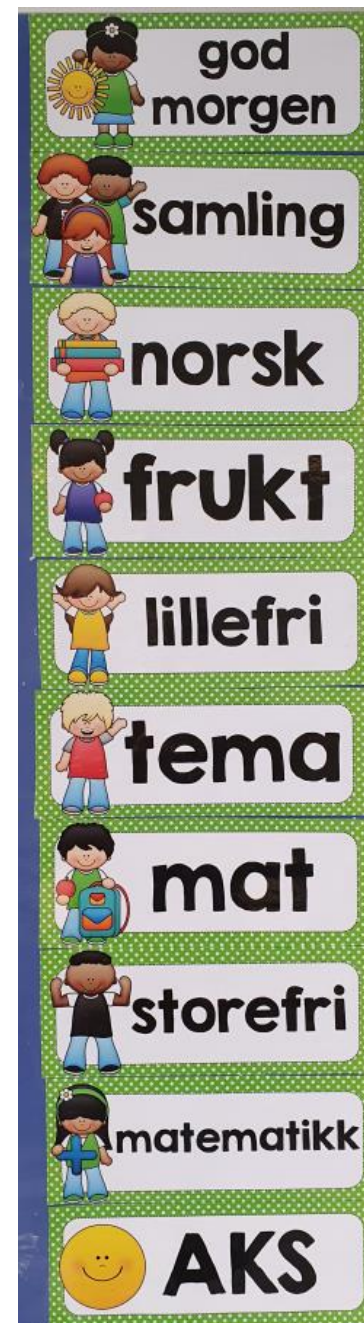 god
morgen
samling
norsk
frukt
lillefri
tema
mat
storefri
matematikk
AKS